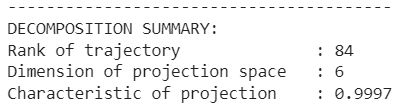 ----------------------------------------
DECOMPOSITION SUMMARY:
Rank of trajectory : 84
Dimension of projection space : 6
Characteristic of projection : 0.9997